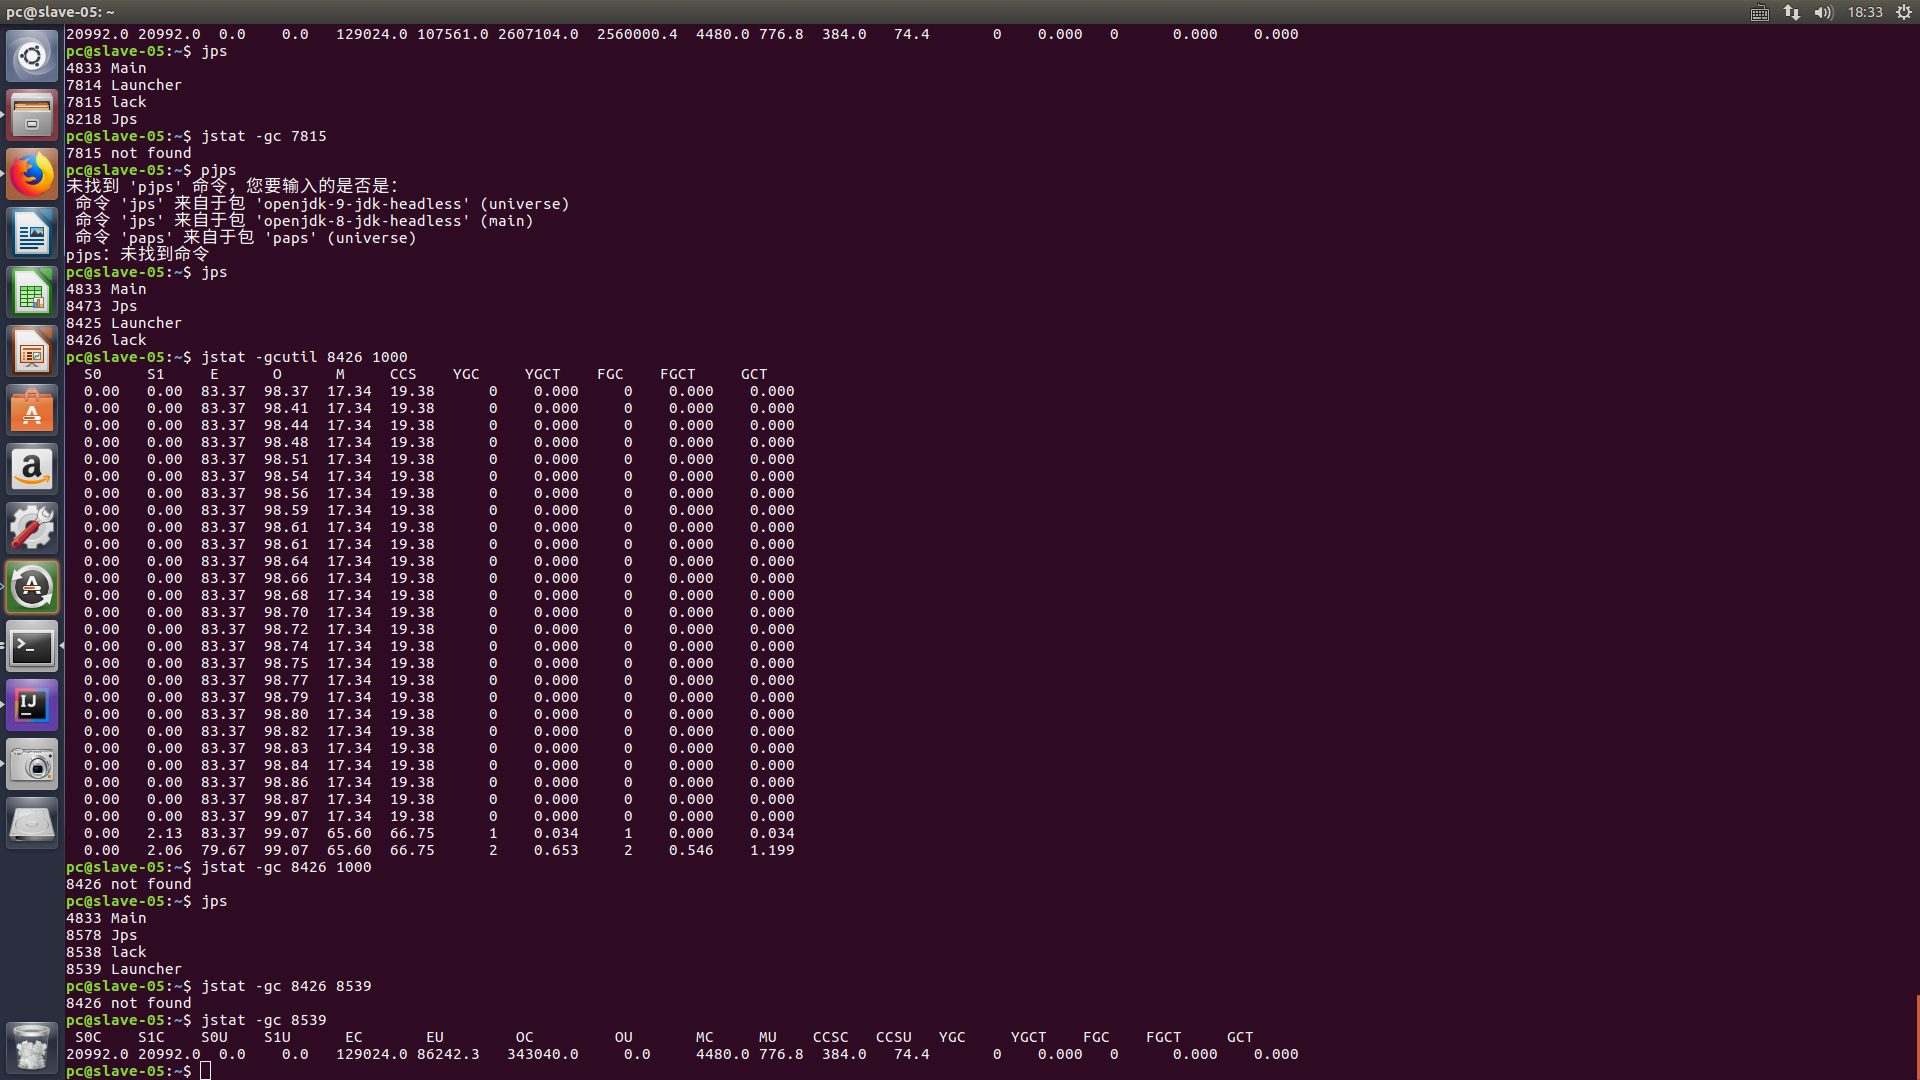 pc@slave-05: ~
18:33
20992.0 20992.0  0.0    0.0   129024.0 107561.0 2607104.0  2560000.4  4480.0 776.8  384.0   74.4       0    0.000   0      0.000    0.000
pc@slave-05:~$ jps
4833 Main
7814 Launcher
7815 lack
8218 Jps
pc@slave-05:~$ jstat -gc 7815
7815 not found
pc@slave-05:~$ pjps
未找到 'pjps' 命令，您要输入的是否是：
 命令 'jps' 来自于包 'openjdk-9-jdk-headless' (universe)
 命令 'jps' 来自于包 'openjdk-8-jdk-headless' (main)
 命令 'paps' 来自于包 'paps' (universe)
pjps：未找到命令
pc@slave-05:~$ jps
4833 Main
8473 Jps
8425 Launcher
8426 lack
pc@slave-05:~$ jstat -gcutil 8426 1000
  S0     S1     E      O      M     CCS    YGC     YGCT    FGC    FGCT     GCT
  0.00   0.00  83.37  98.37  17.34  19.38      0    0.000     0    0.000    0.000
  0.00   0.00  83.37  98.41  17.34  19.38      0    0.000     0    0.000    0.000
  0.00   0.00  83.37  98.44  17.34  19.38      0    0.000     0    0.000    0.000
  0.00   0.00  83.37  98.48  17.34  19.38      0    0.000     0    0.000    0.000
  0.00   0.00  83.37  98.51  17.34  19.38      0    0.000     0    0.000    0.000
  0.00   0.00  83.37  98.54  17.34  19.38      0    0.000     0    0.000    0.000
  0.00   0.00  83.37  98.56  17.34  19.38      0    0.000     0    0.000    0.000
  0.00   0.00  83.37  98.59  17.34  19.38      0    0.000     0    0.000    0.000
  0.00   0.00  83.37  98.61  17.34  19.38      0    0.000     0    0.000    0.000
  0.00   0.00  83.37  98.61  17.34  19.38      0    0.000     0    0.000    0.000
  0.00   0.00  83.37  98.64  17.34  19.38      0    0.000     0    0.000    0.000
  0.00   0.00  83.37  98.66  17.34  19.38      0    0.000     0    0.000    0.000
  0.00   0.00  83.37  98.68  17.34  19.38      0    0.000     0    0.000    0.000
  0.00   0.00  83.37  98.70  17.34  19.38      0    0.000     0    0.000    0.000
  0.00   0.00  83.37  98.72  17.34  19.38      0    0.000     0    0.000    0.000
  0.00   0.00  83.37  98.74  17.34  19.38      0    0.000     0    0.000    0.000
  0.00   0.00  83.37  98.75  17.34  19.38      0    0.000     0    0.000    0.000
  0.00   0.00  83.37  98.77  17.34  19.38      0    0.000     0    0.000    0.000
  0.00   0.00  83.37  98.79  17.34  19.38      0    0.000     0    0.000    0.000
  0.00   0.00  83.37  98.80  17.34  19.38      0    0.000     0    0.000    0.000
  0.00   0.00  83.37  98.82  17.34  19.38      0    0.000     0    0.000    0.000
  0.00   0.00  83.37  98.83  17.34  19.38      0    0.000     0    0.000    0.000
  0.00   0.00  83.37  98.84  17.34  19.38      0    0.000     0    0.000    0.000
  0.00   0.00  83.37  98.86  17.34  19.38      0    0.000     0    0.000    0.000
  0.00   0.00  83.37  98.87  17.34  19.38      0    0.000     0    0.000    0.000
  0.00   0.00  83.37  99.07  17.34  19.38      0    0.000     0    0.000    0.000
  0.00   2.13  83.37  99.07  65.60  66.75      1    0.034     1    0.000    0.034
  0.00   2.06  79.67  99.07  65.60  66.75      2    0.653     2    0.546    1.199
pc@slave-05:~$ jstat -gc 8426 1000
8426 not found
pc@slave-05:~$ jps
4833 Main
8578 Jps
8538 lack
8539 Launcher
pc@slave-05:~$ jstat -gc 8426 8539
8426 not found
pc@slave-05:~$ jstat -gc 8539
 S0C    S1C    S0U    S1U      EC       EU        OC         OU       MC     MU    CCSC   CCSU   YGC     YGCT    FGC    FGCT     GCT
20992.0 20992.0  0.0    0.0   129024.0 86242.3   343040.0     0.0     4480.0 776.8  384.0   74.4       0    0.000   0      0.000    0.000
pc@slave-05:~$